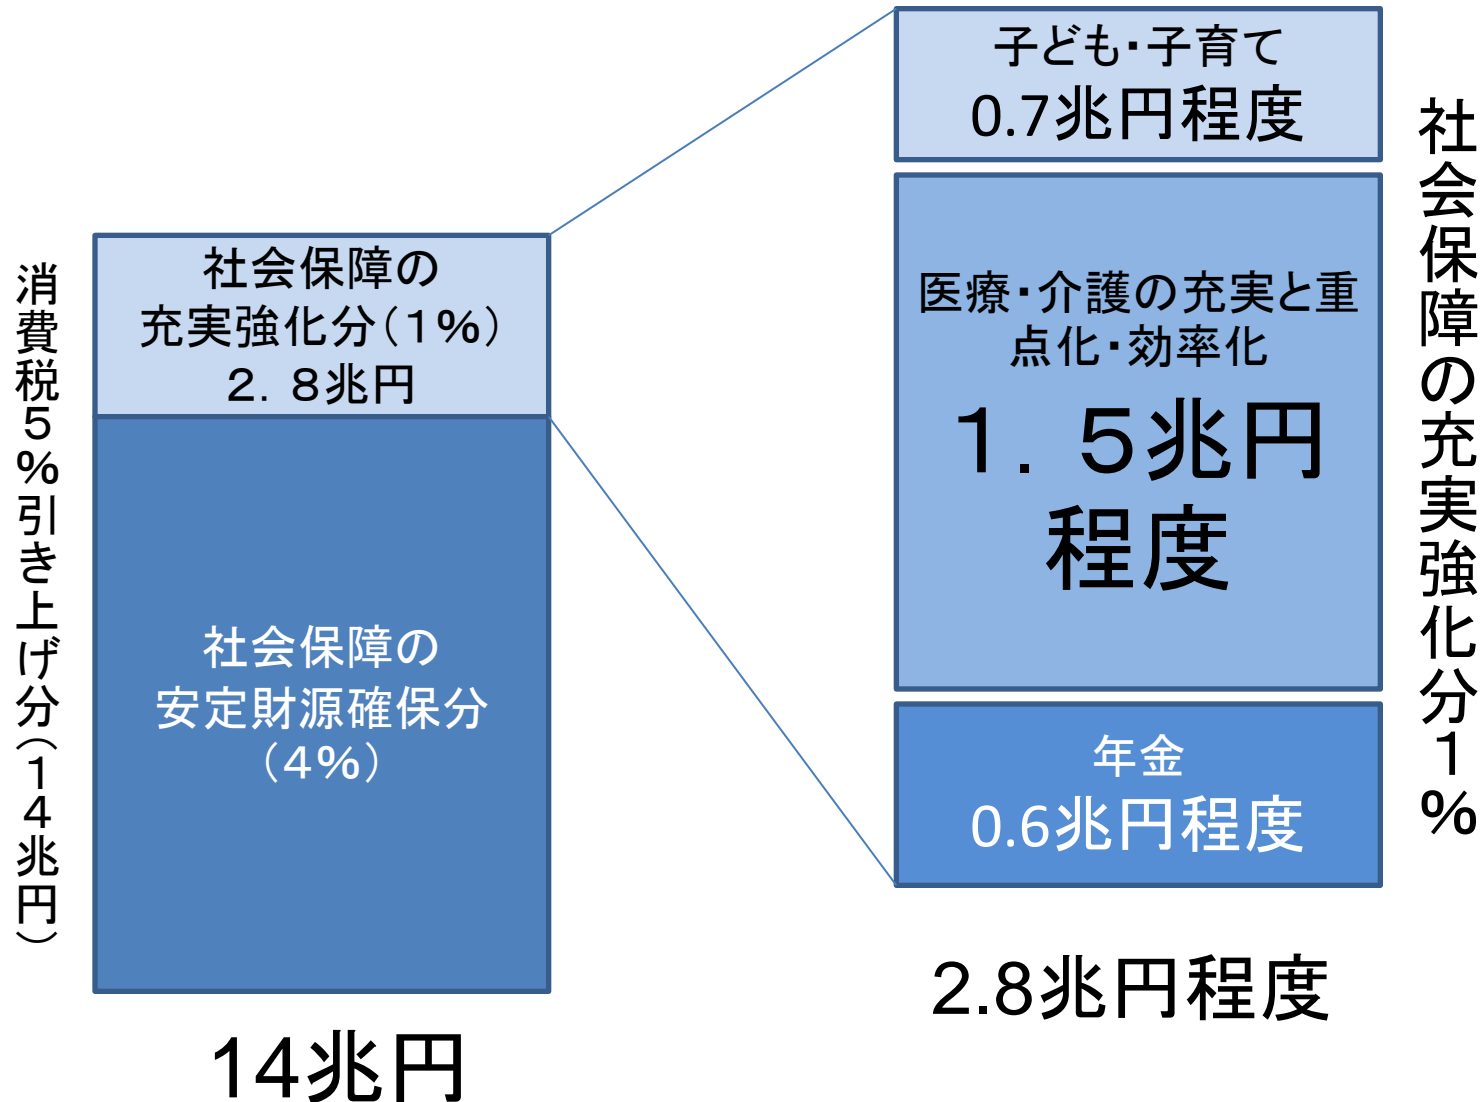 消費税５％引き上げ分（１４兆円）
社会保障の
充実強化分（１％）
２．８兆円
社会保障の
安定財源確保分
（４％）
14兆円
子ども・子育て
0.7兆円程度
医療・介護の充実と重
点化・効率化
１．５兆円
程度
年金
0.6兆円程度
2.8兆円程度
社会保障の充実強化分１％